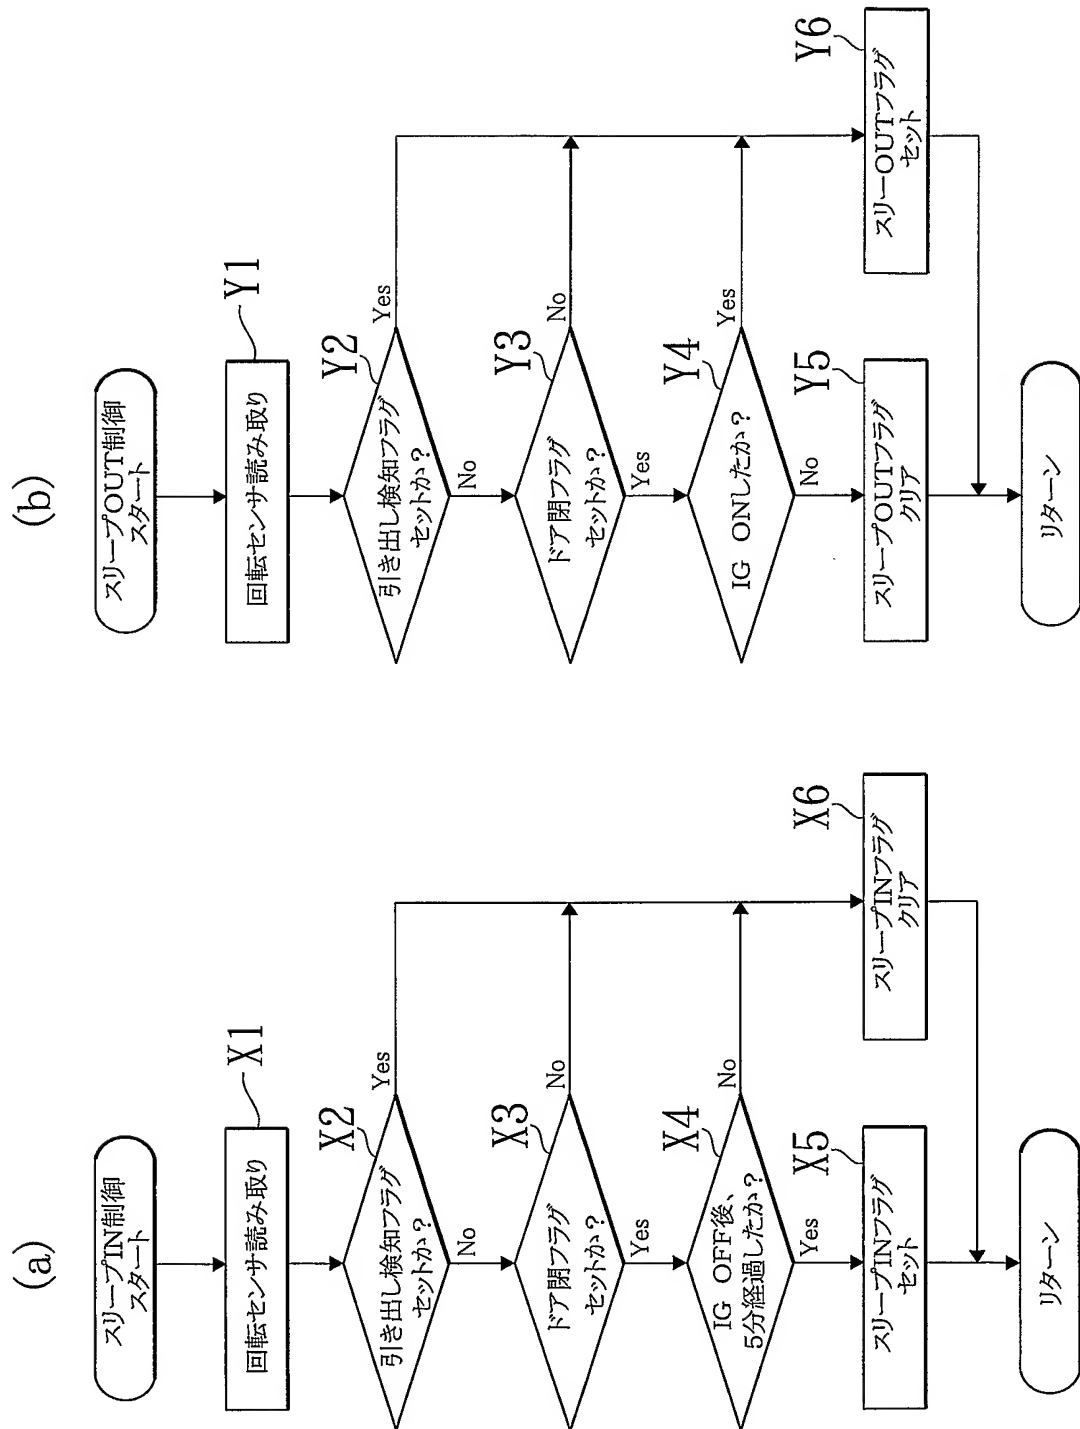 (a)
スリープIN制御
スタート
X1
回転センサ読み取り
X2
引き出し検知フラグ
セットか？
Yes
No
X3
ドア閉フラグ
セットか？
No
Yes
X4
IG OFF後、
5分経過したか？
No
Yes
X5
スリープINフラグ
セット
X6
スリープINフラグ
クリア
リターン
(b)
スリープOUT制御
スタート
Y1
回転センサ読み取り
Y2
引き出し検知フラグ
セットか？
Yes
No
Y3
ドア閉フラグ
セットか？
No
Yes
Y4
IG ONしたか？
Yes
No
Y5
スリープOUTフラグ
クリア
Y6
スリーOUTフラグ
セット
リターン